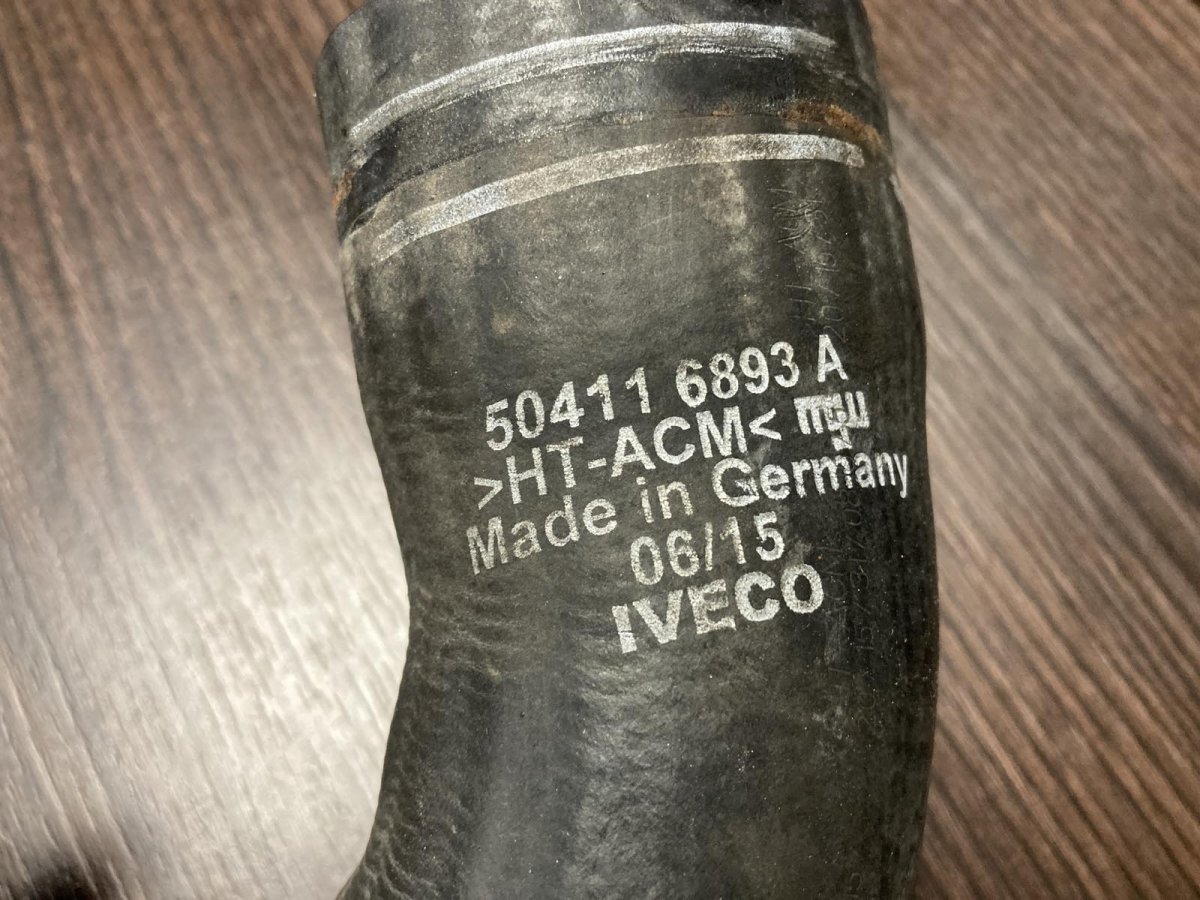 50411 6893 A
>HT-ACM<
Made in Germany
06/15
IVECO